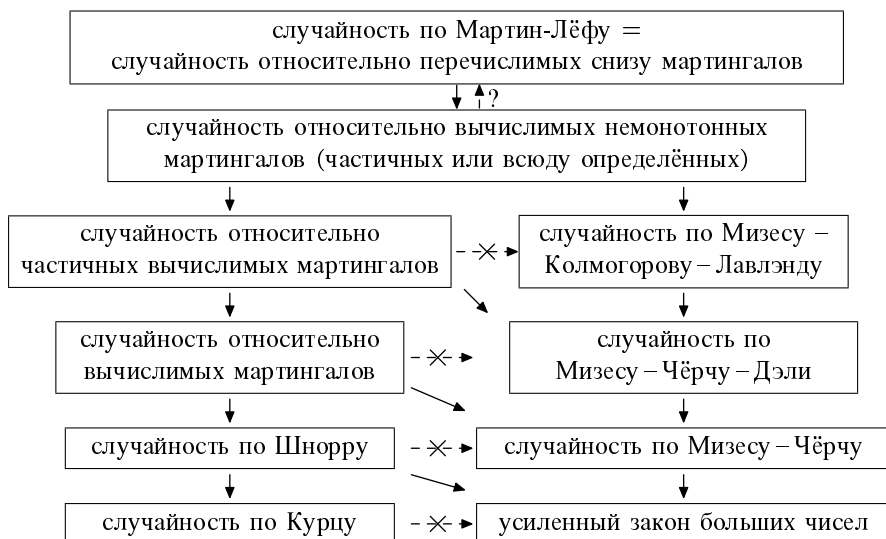 случайность по Мартин-Лёфу =
случайность относительно перечислимых снизу мартингалов
?
случайность относительно вычислимых немонотонных
мартингалов (частичных или всюду определённых)
случайность относительно
частичных вычислимых мартингалов
случайность по Мизесу –
Колмогорову – Лавлэнду
случайность относительно
вычислимых мартингалов
случайность по
Мизесу – Чёрчу – Дэли
случайность по Шнорру
случайность по Мизесу – Чёрчу
случайность по Курцу
усиленный закон больших чисел